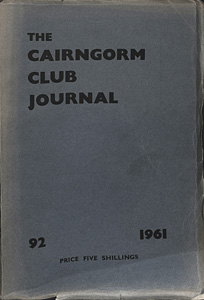 THE
CAIRNGORM
CLUB
JOURNAL
92 1961
PRICE FIVE SHILLINGS